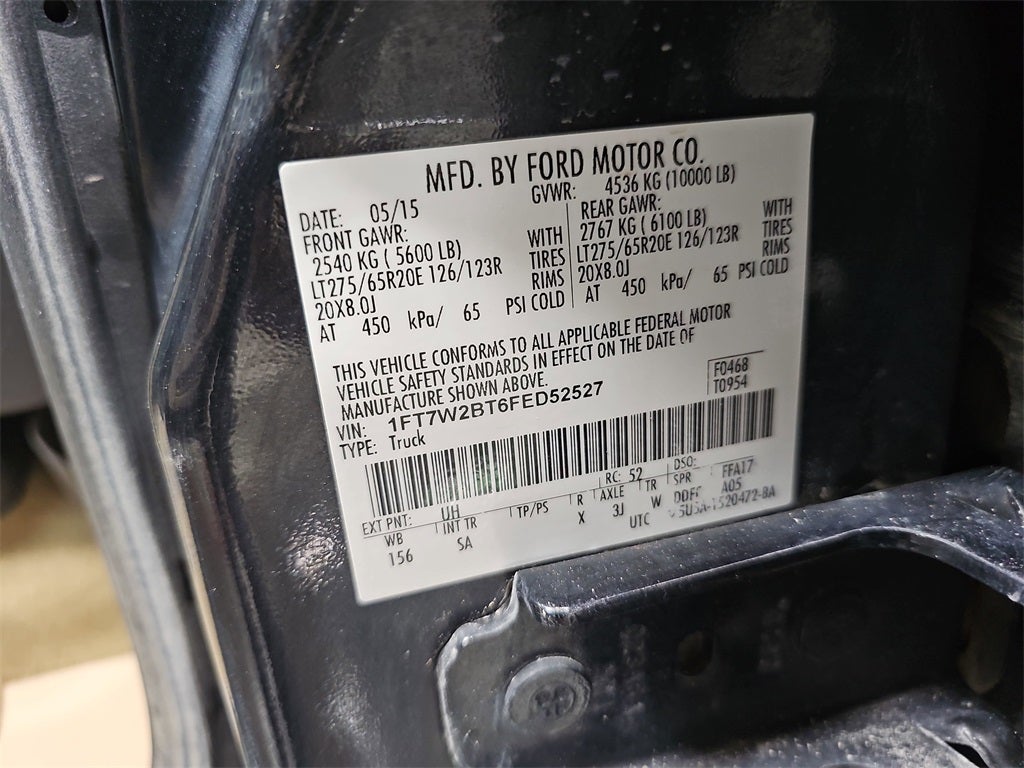 MFD. BY FORD MOTOR CO.
DATE: 05/15 GVWR: 4536 KG (10000 LB)
FRONT GAWR:
2540 KG ( 5600 LB) WITH
LT275/65R20E 126/123R TIRES
20X8.0J RIMS
AT 450 kPa/ 65 PSI COLD
REAR GAWR:
2767 KG ( 6100 LB) WITH
LT275/65R20E 126/123R TIRES
20X8.0J RIMS
AT 450 kPa/ 65 PSI COLD
THIS VEHICLE CONFORMS TO ALL APPLICABLE FEDERAL MOTOR
VEHICLE SAFETY STANDARDS IN EFFECT ON THE DATE OF
MANUFACTURE SHOWN ABOVE.
F0468
T0954
VIN: 1FT7W2BT6FED52527
TYPE: Truck
EXT PNT: UH RC: 52 DSO: FFA17
WB INT TR TP/PS R AXLE TR SPR A05
156 SA X 3J W
UTC